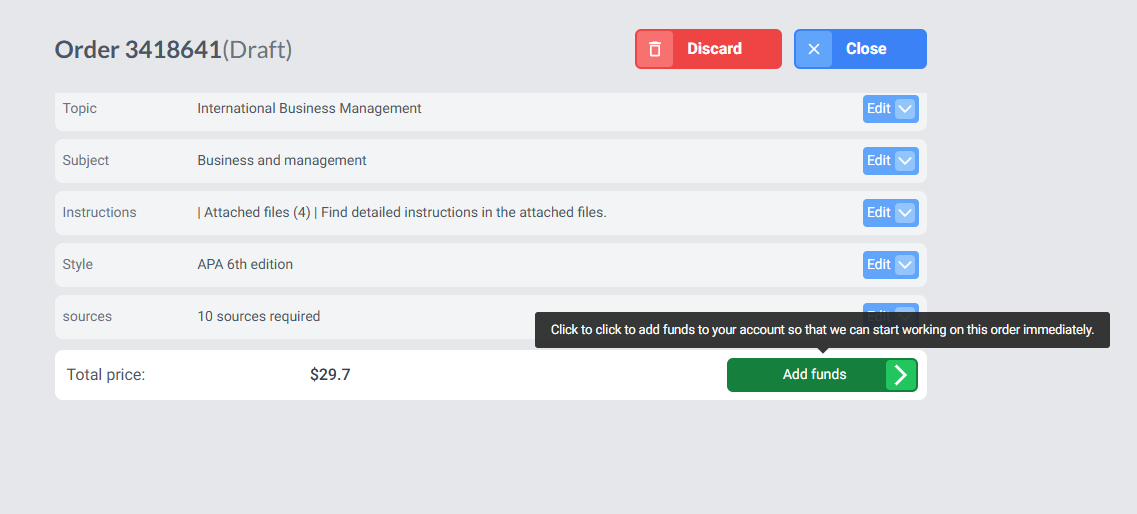 Order 3418641(Draft)
Discard
Close
Topic International Business Management Edit
Subject Business and management Edit
Instructions | Attached files (4) | Find detailed instructions in the attached files. Edit
Style APA 6th edition Edit
sources 10 sources required Edit
Click to click to add funds to your account so that we can start working on this order immediately.
Total price: $29.7 Add funds